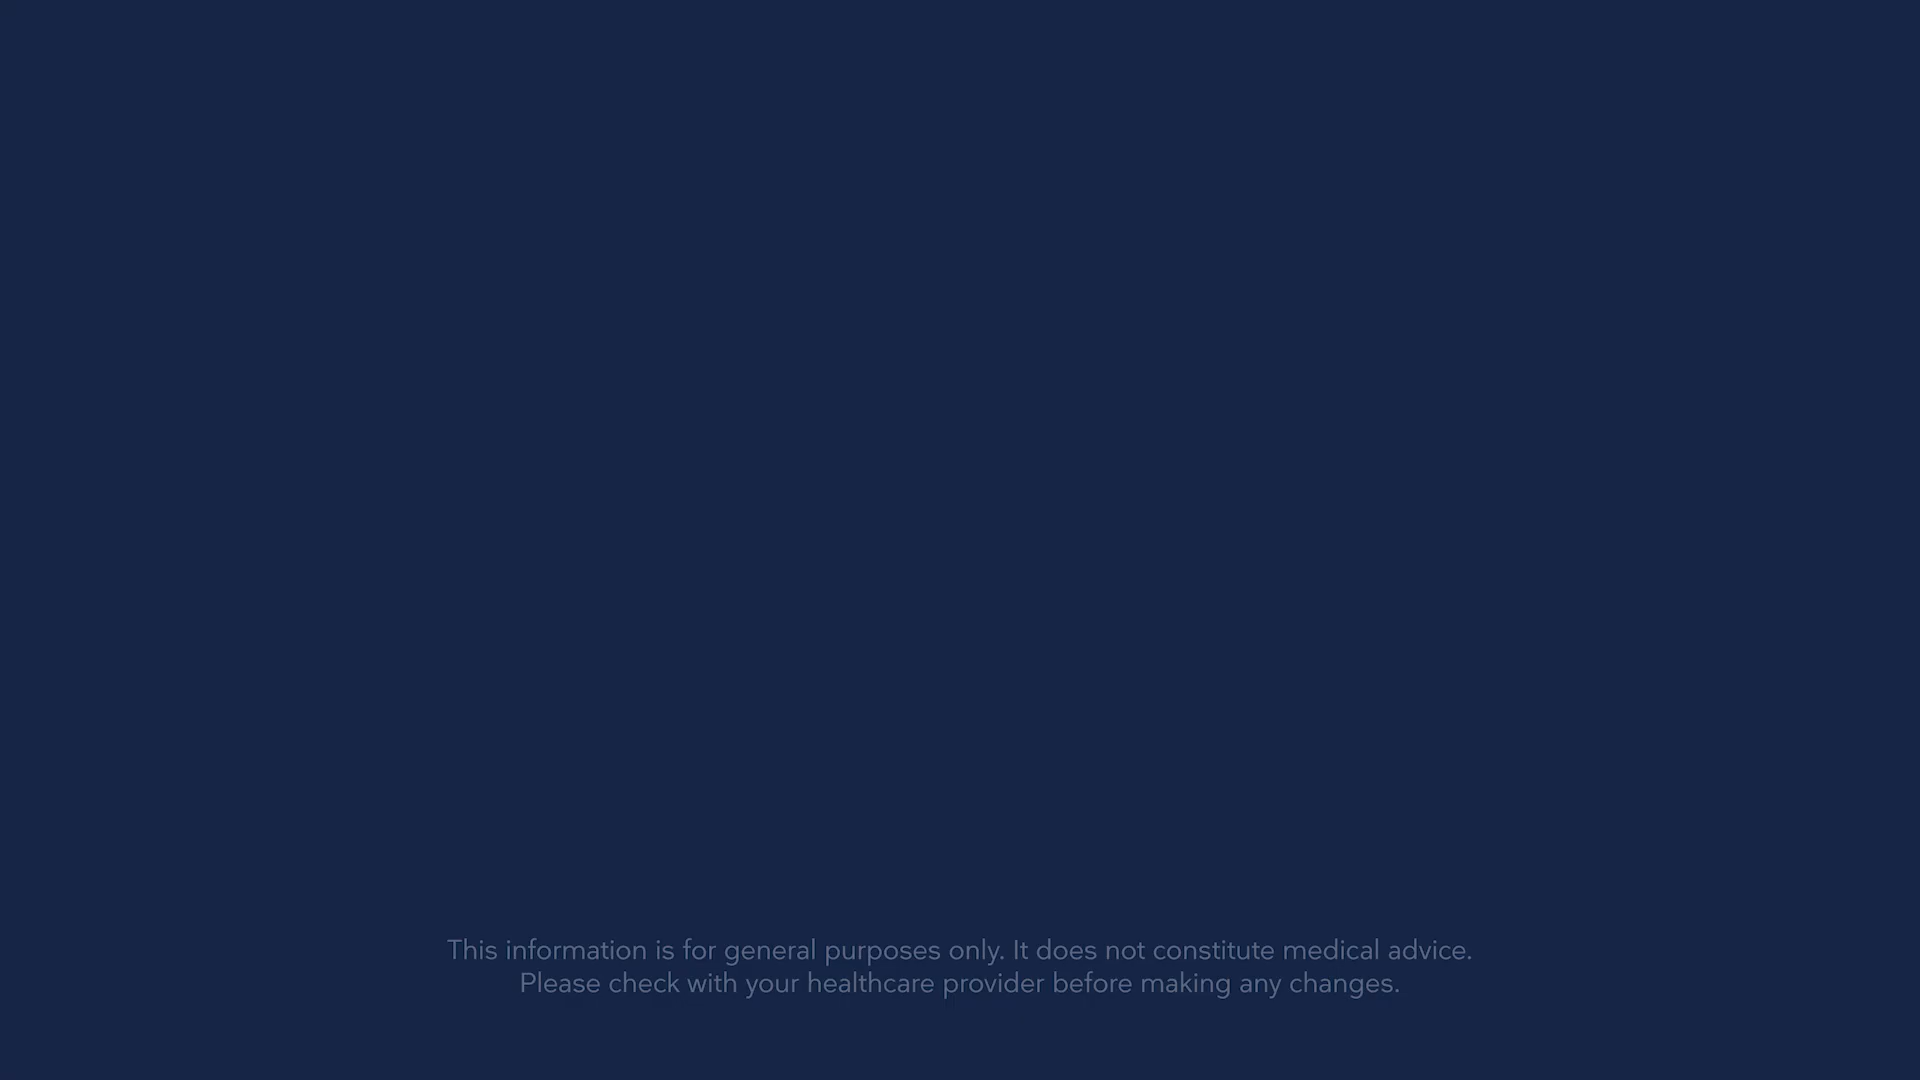 This information is for general purposes only. It does not constitute medical advice.
Please check with your healthcare provider before making any changes.